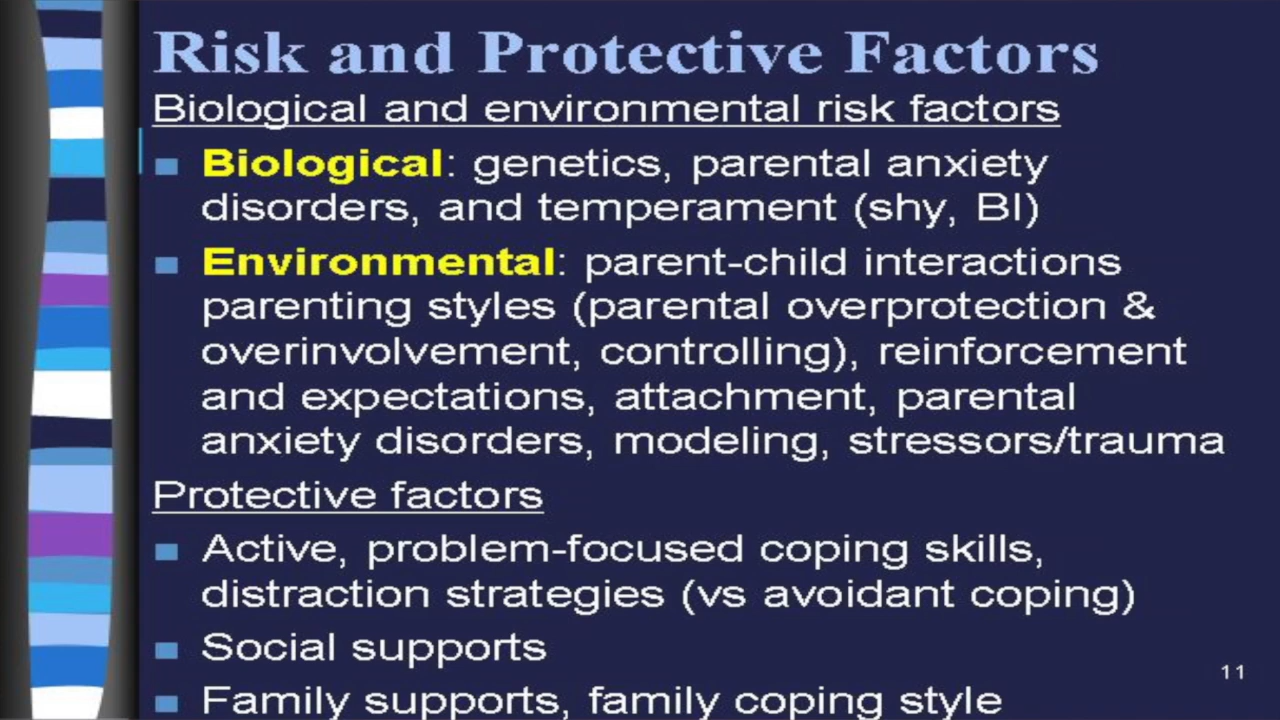 Risk and Protective Factors
Biological and environmental risk factors
Biological: genetics, parental anxiety
disorders, and temperament (shy, BI)
Environmental: parent-child interactions
parenting styles (parental overprotection &
overinvolvement, controlling), reinforcement
and expectations, attachment, parental
anxiety disorders, modeling, stressors/trauma
Protective factors
Active, problem-focused coping skills,
distraction strategies (vs avoidant coping)
Social supports
11
Family supports, family coping style